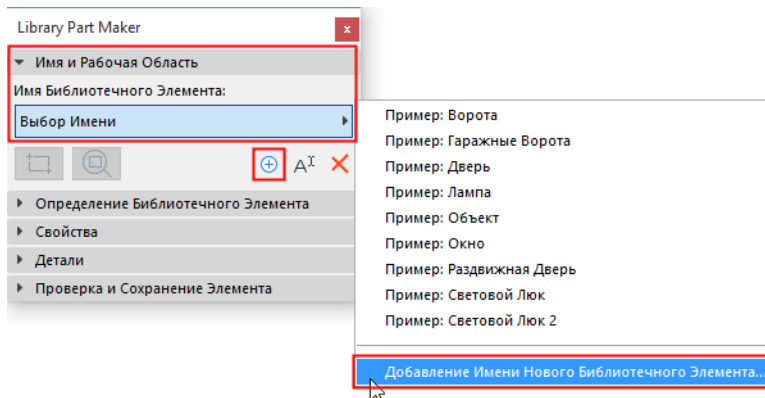 Library Part Maker
Имя и Рабочая Область
Имя Библиотечного Элемента:
Выбор Имени
Определение Библиотечного Элемента
Свойства
Детали
Проверка и Сохранение Элемента
Пример: Ворота
Пример: Гаражные Ворота
Пример: Дверь
Пример: Лампа
Пример: Объект
Пример: Окно
Пример: Раздвижная Дверь
Пример: Световой Люк
Пример: Световой Люк 2
Добавление Имени Нового Библиотечного Элемента...